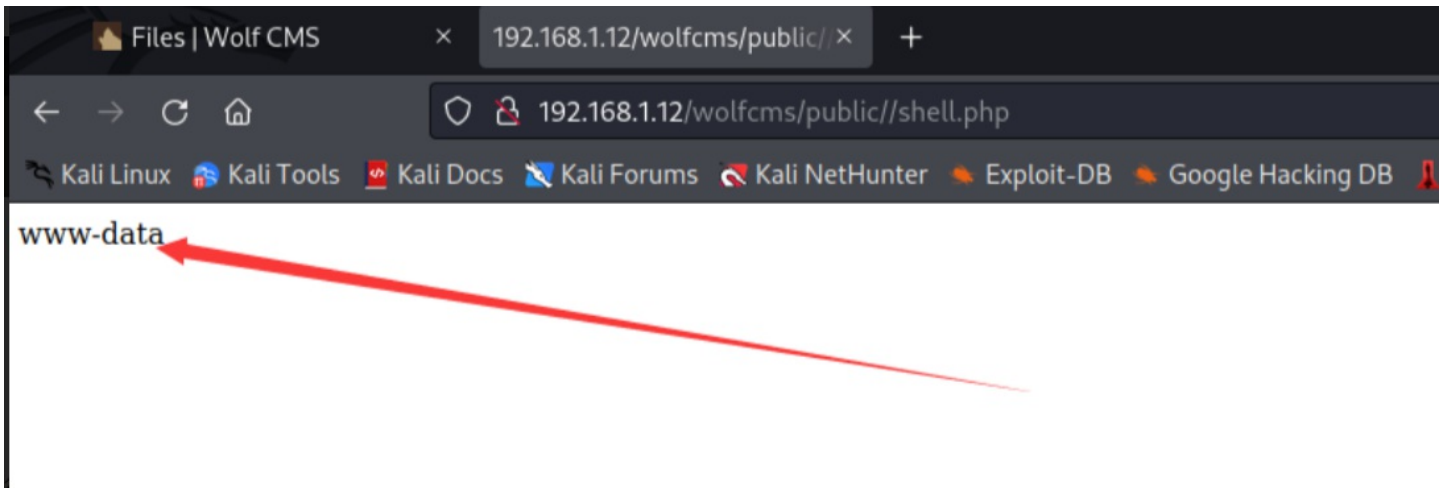 Files | Wolf CMS × 192.168.1.12/wolfcms/public// × +
192.168.1.12/wolfcms/public//shell.php
Kali Linux Kali Tools Kali Docs Kali Forums Kali NetHunter Exploit-DB Google Hacking DB
www-data